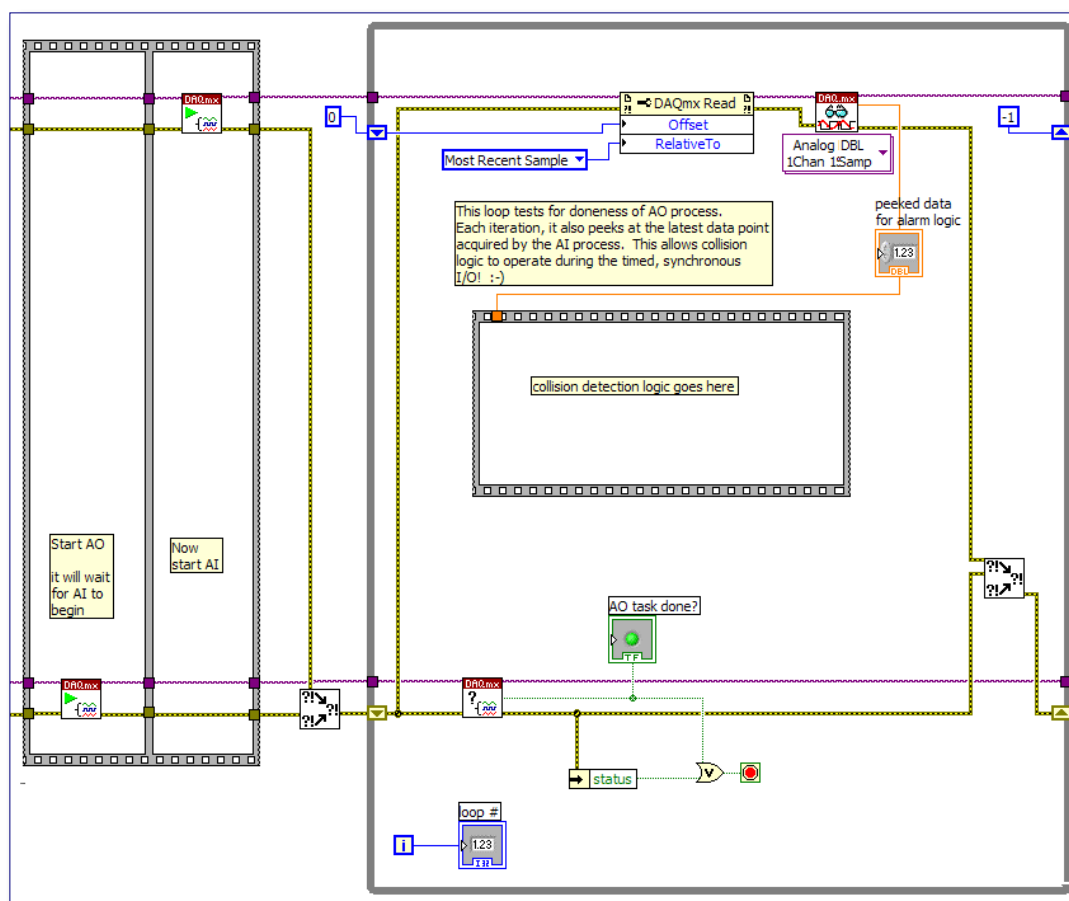 DAQmx
0
DAQmx Read
Offset
RelativeTo
Most Recent Sample
DAQmx
Analog DBL
1Chan 1Samp
-1
This loop tests for doneness of AO process.
Each iteration, it also peeks at the latest data point
acquired by the AI process. This allows collision
logic to operate during the timed, synchronous
I/O! :-)
peeked data
for alarm logic
1.23
DBL
collision detection logic goes here
Start AO
it will wait
for AI to
begin
Now
start AI
?!
?!
?!
AO task done?
TF
DAQmx
DAQmx
?
?!
?!
?!
status
V
loop #
i
1.23
I32